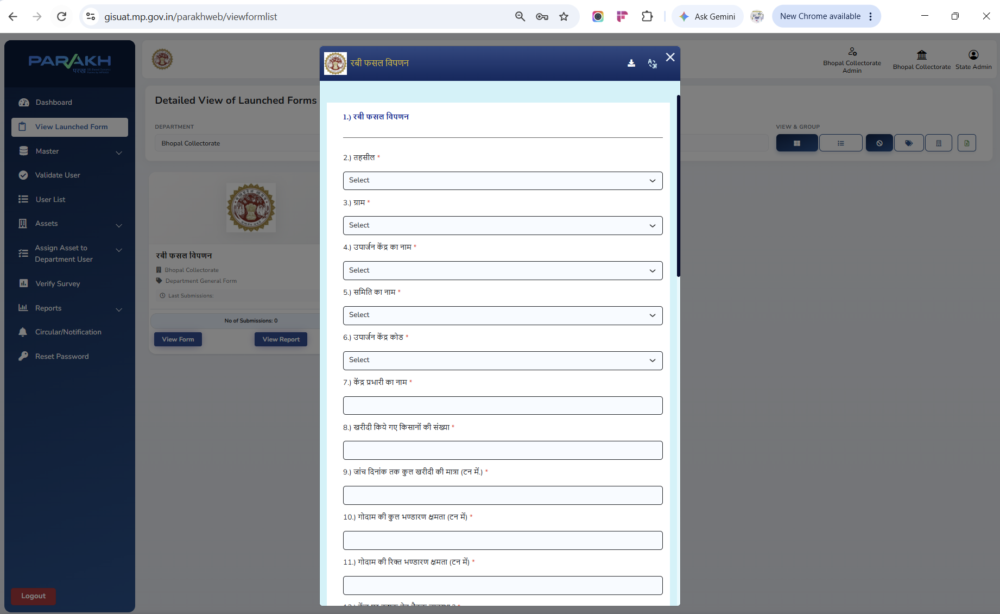 gisuat.mp.gov.in/parakhweb/viewformlist
Ask Gemini
New Chrome available
PARAKH
परख
Dashboard
View Launched Form
Master
Validate User
User List
Assets
Assign Asset to
Department User
Verify Survey
Reports
Circular/Notification
Reset Password
Logout
Bhopal Collectorate
Admin
Bhopal Collectorate
State Admin
Detailed View of Launched Forms
DEPARTMENT
Bhopal Collectorate
VIEW & GROUP
रबी फसल विपणन
Bhopal Collectorate
Department General Form
Last Submissions:
No of Submissions: 0
View Form
View Report
रबी फसल विपणन
1.) रबी फसल विपणन
2.) तहसील *
Select
3.) ग्राम *
Select
4.) उपार्जन केंद्र का नाम *
Select
5.) समिति का नाम *
Select
6.) उपार्जन केंद्र कोड *
Select
7.) केंद्र प्रभारी का नाम *
8.) खरीदी किये गए किसानों की संख्या *
9.) जांच दिनांक तक कुल खरीदी की मात्रा (टन में.) *
10.) गोदाम की कुल भण्डारण क्षमता (टन में) *
11.) गोदाम की रिक्त भण्डारण क्षमता (टन में) *